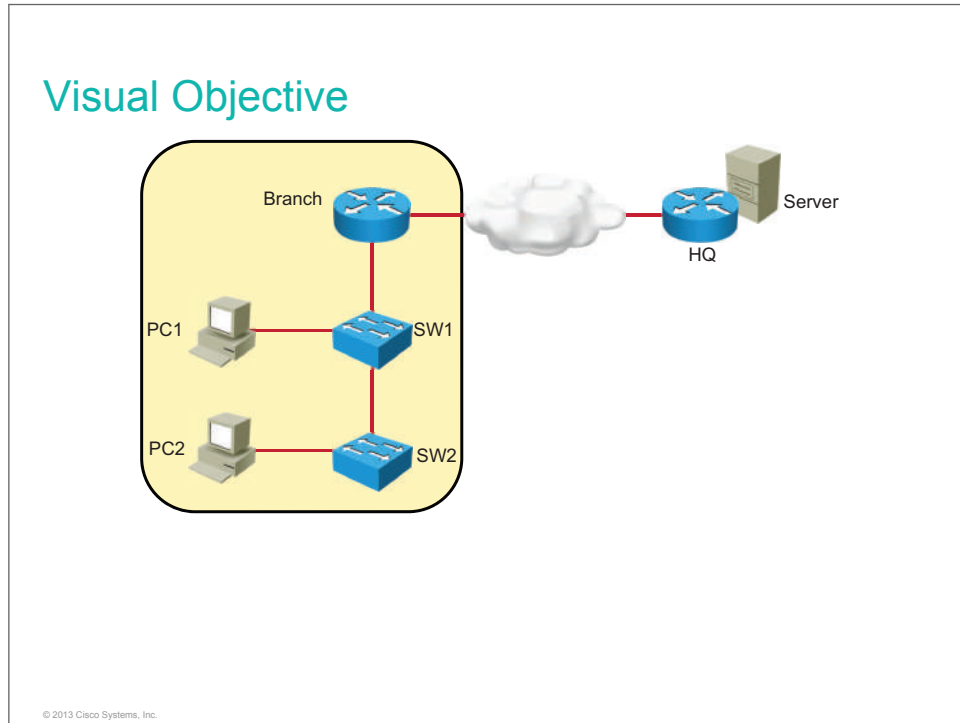 Visual Objective
Branch
Server
HQ
PC1
SW1
PC2
SW2
© 2013 Cisco Systems, Inc.